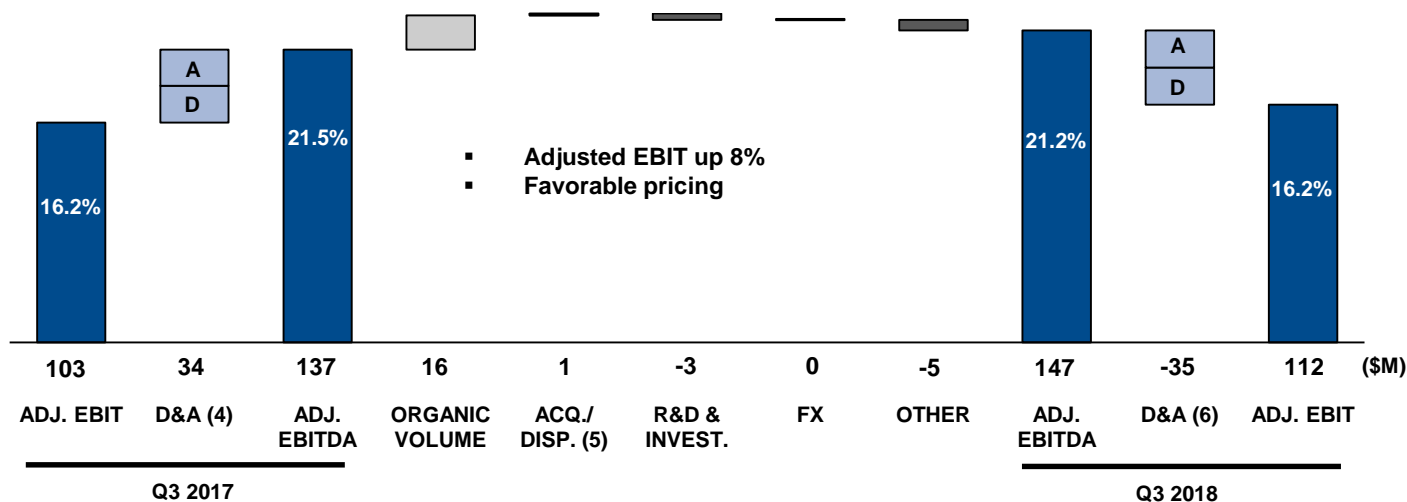 A
D
A
D
21.5%
21.2%
16.2%
16.2%
▪ Adjusted EBIT up 8%
▪ Favorable pricing
103 34 137 16 1 -3 0 -5 147 -35 112 ($M)
ADJ. EBIT D&A (4) ADJ. EBITDA ORGANIC VOLUME ACQ./ DISP. (5) R&D & INVEST. FX OTHER ADJ. EBITDA D&A (6) ADJ. EBIT
Q3 2017 Q3 2018